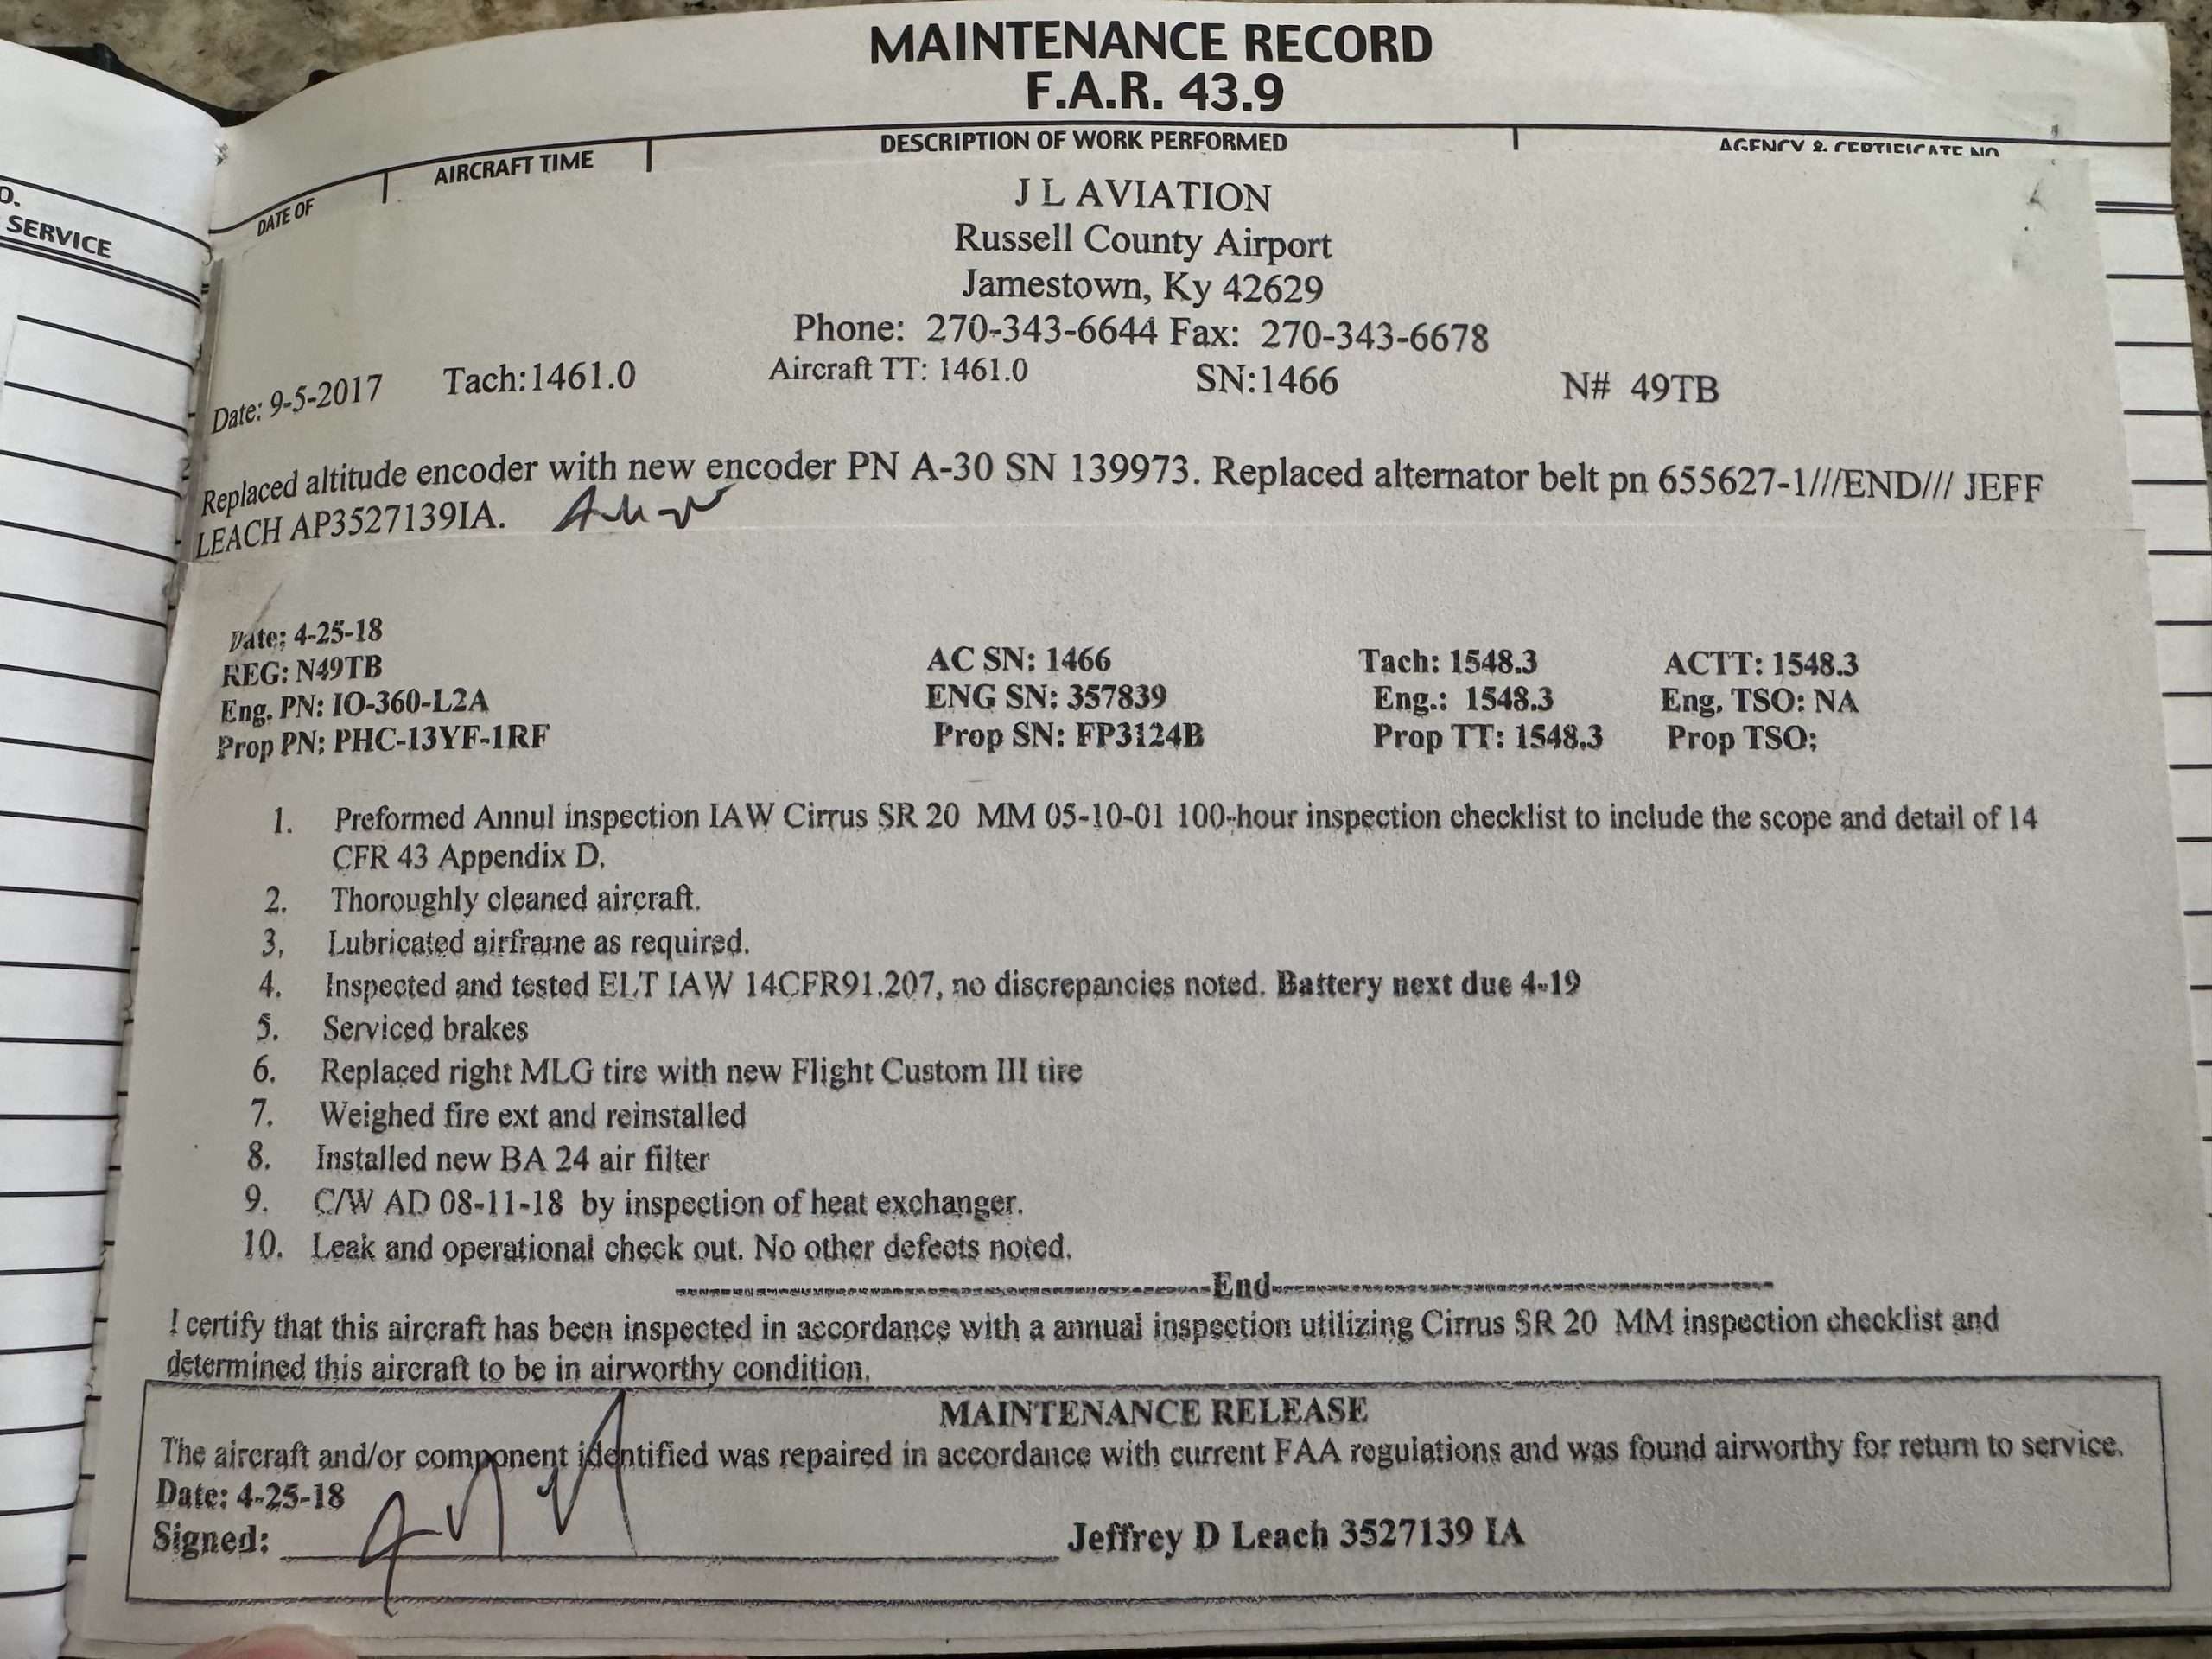 MAINTENANCE RECORD
F.A.R. 43.9
DATE OF
AIRCRAFT TIME
DESCRIPTION OF WORK PERFORMED
AGENCY & CERTIFICATE NO
SERVICE
J L AVIATION
Russell County Airport
Jamestown, Ky 42629
Phone: 270-343-6644 Fax: 270-343-6678
Date: 9-5-2017 Tach:1461.0 Aircraft TT: 1461.0 SN:1466 N# 49TB
Replaced altitude encoder with new encoder PN A-30 SN 139973. Replaced alternator belt pn 655627-1///END/// JEFF
LEACH AP3527139IA.
Date: 4-25-18
REG: N49TB AC SN: 1466 Tach: 1548.3 ACTT: 1548.3
Eng. PN: IO-360-L2A ENG SN: 357839 Eng.: 1548.3 Eng. TSO: NA
Prop PN: PHC-13YF-1RF Prop SN: FP3124B Prop TT: 1548.3 Prop TSO:
1. Preformed Annul inspection IAW Cirrus SR 20 MM 05-10-01 100-hour inspection checklist to include the scope and detail of 14
CFR 43 Appendix D.
2. Thoroughly cleaned aircraft.
3. Lubricated airframe as required.
4. Inspected and tested ELT IAW 14CFR91.207, no discrepancies noted. Battery next due 4-19
5. Serviced brakes
6. Replaced right MLG tire with new Flight Custom III tire
7. Weighed fire ext and reinstalled
8. Installed new BA 24 air filter
9. C/W AD 08-11-18 by inspection of heat exchanger.
10. Leak and operational check out. No other defects noted.
End
I certify that this aircraft has been inspected in accordance with a annual inspection utilizing Cirrus SR 20 MM inspection checklist and
determined this aircraft to be in airworthy condition.
MAINTENANCE RELEASE
The aircraft and/or component identified was repaired in accordance with current FAA regulations and was found airworthy for return to service.
Date: 4-25-18
Signed: Jeffrey D Leach 3527139 IA